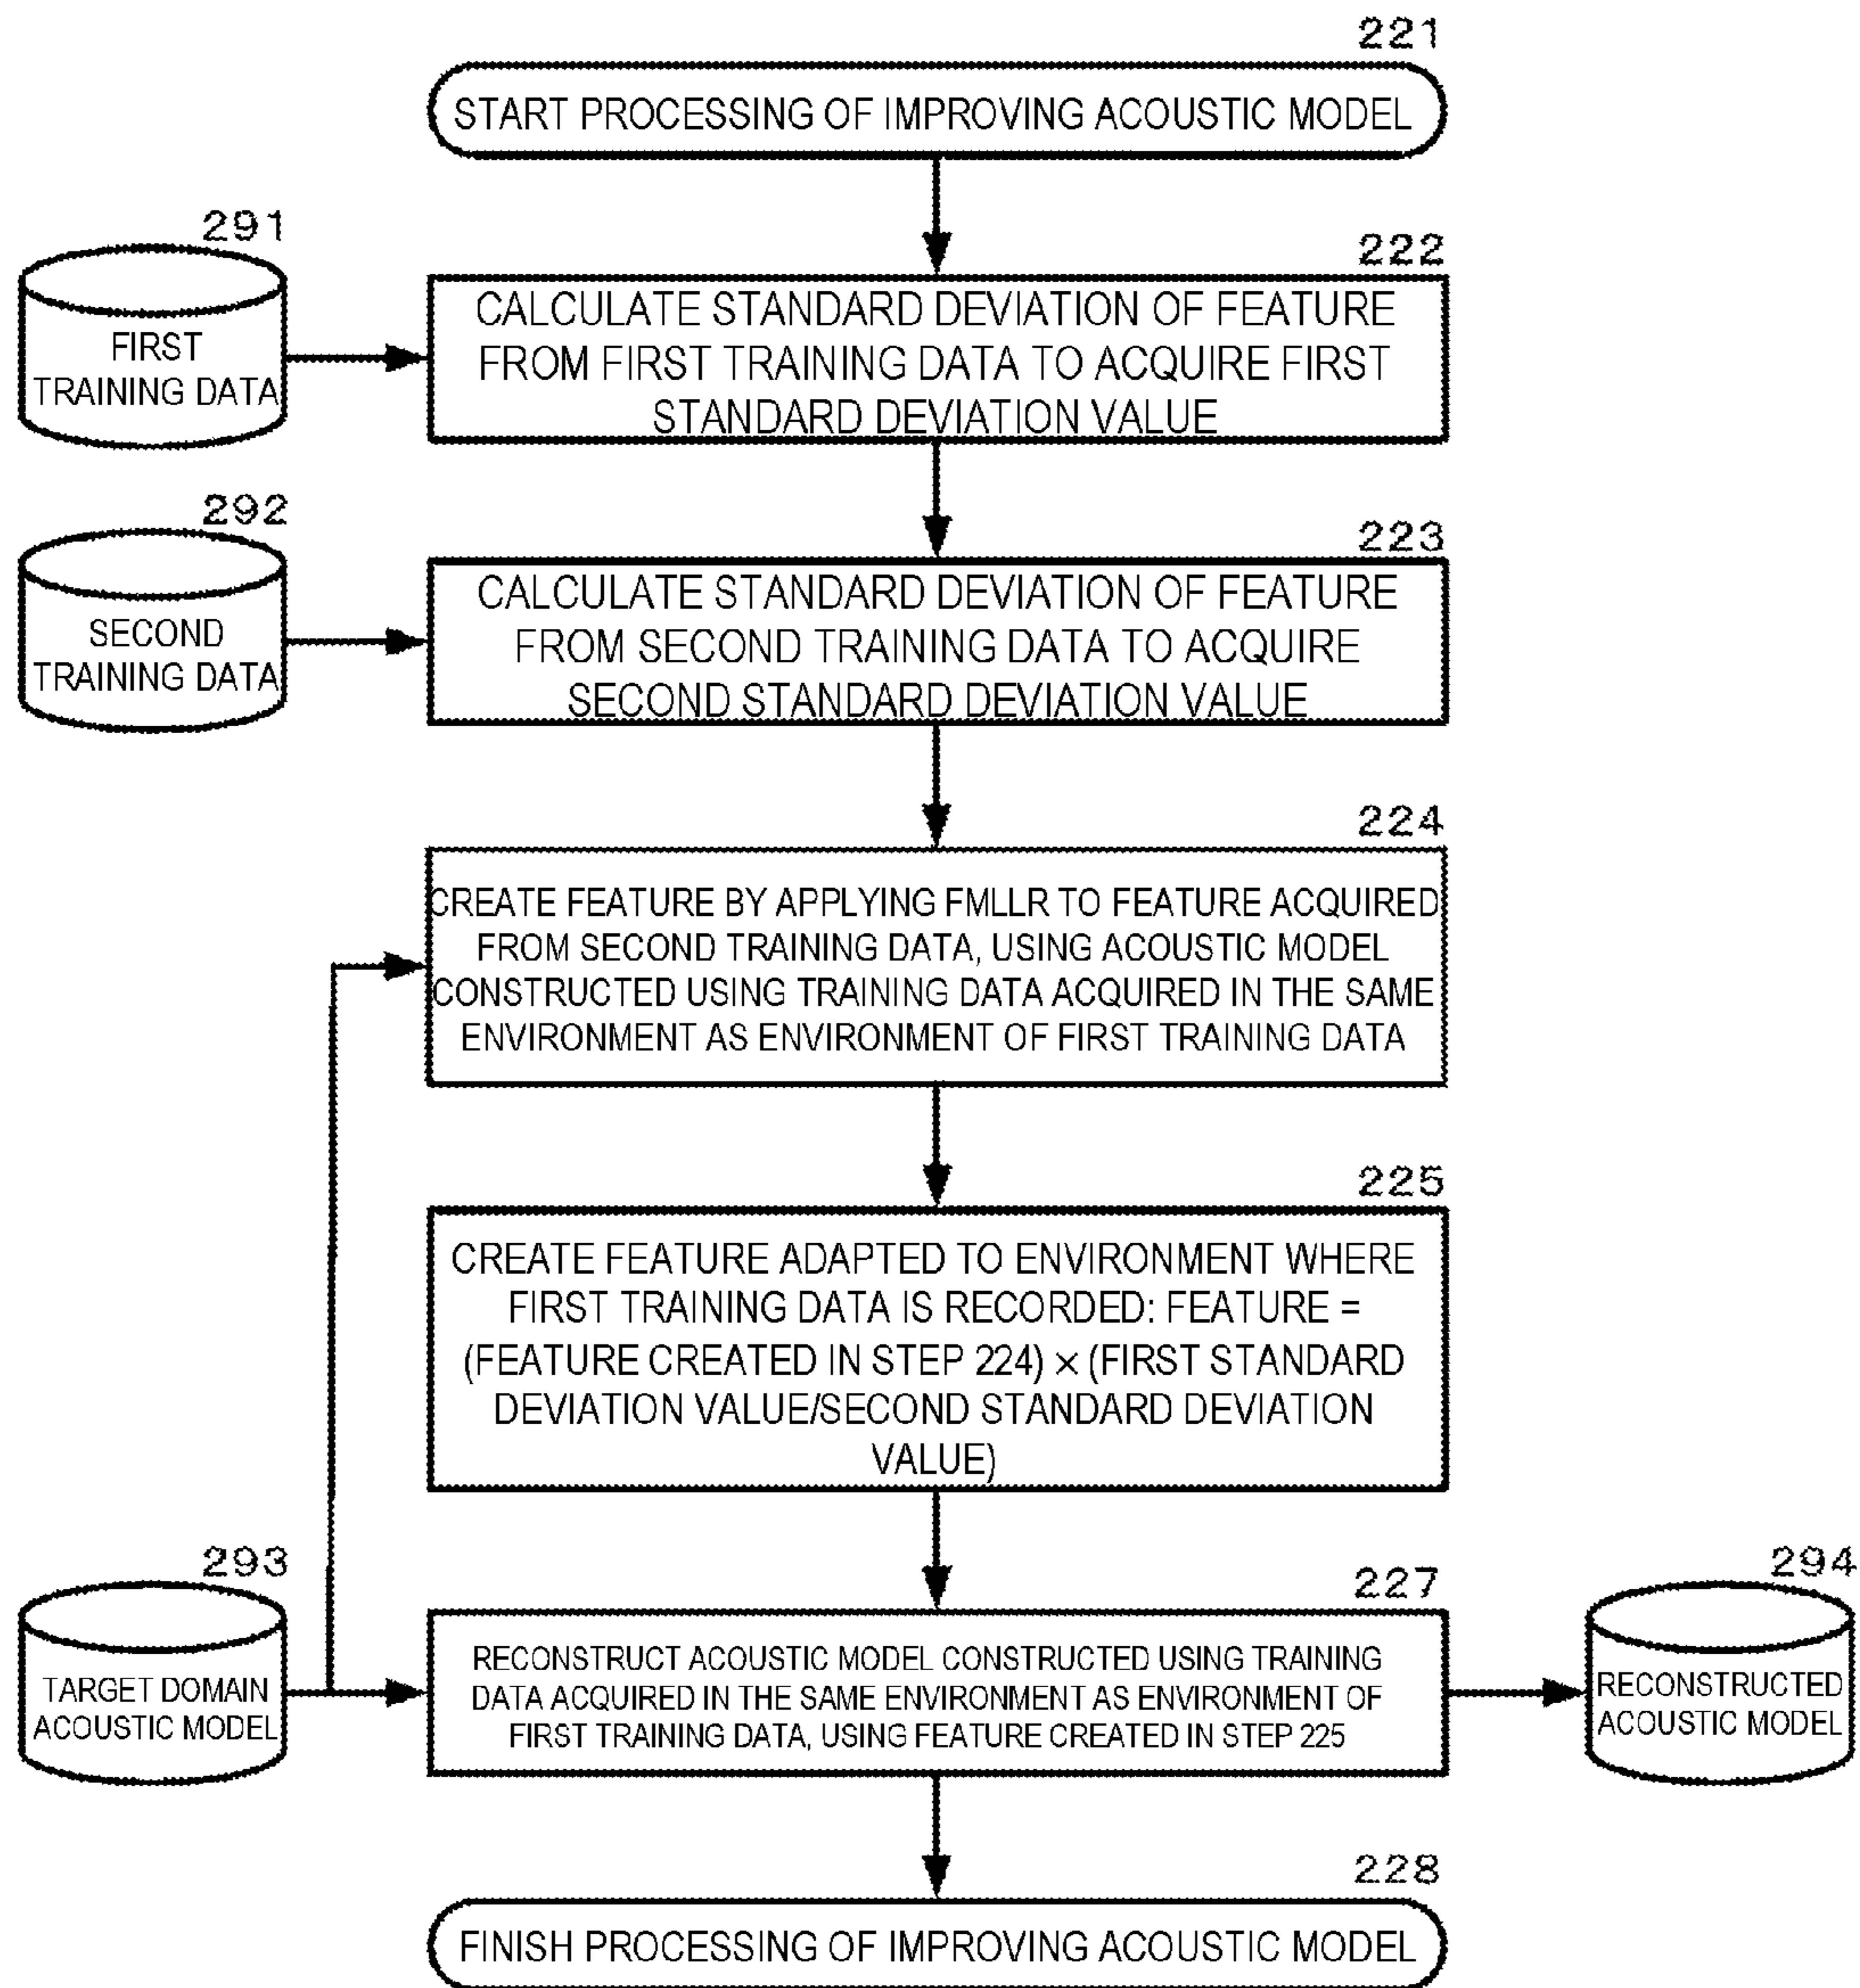 221
START PROCESSING OF IMPROVING ACOUSTIC MODEL
291
FIRST
TRAINING DATA
222
CALCULATE STANDARD DEVIATION OF FEATURE
FROM FIRST TRAINING DATA TO ACQUIRE FIRST
STANDARD DEVIATION VALUE
292
SECOND
TRAINING DATA
223
CALCULATE STANDARD DEVIATION OF FEATURE
FROM SECOND TRAINING DATA TO ACQUIRE
SECOND STANDARD DEVIATION VALUE
224
CREATE FEATURE BY APPLYING FMLLR TO FEATURE ACQUIRED
FROM SECOND TRAINING DATA, USING ACOUSTIC MODEL
CONSTRUCTED USING TRAINING DATA ACQUIRED IN THE SAME
ENVIRONMENT AS ENVIRONMENT OF FIRST TRAINING DATA
225
CREATE FEATURE ADAPTED TO ENVIRONMENT WHERE
FIRST TRAINING DATA IS RECORDED: FEATURE =
(FEATURE CREATED IN STEP 224) × (FIRST STANDARD
DEVIATION VALUE/SECOND STANDARD DEVIATION
VALUE)
293
TARGET DOMAIN
ACOUSTIC MODEL
227
RECONSTRUCT ACOUSTIC MODEL CONSTRUCTED USING TRAINING
DATA ACQUIRED IN THE SAME ENVIRONMENT AS ENVIRONMENT OF
FIRST TRAINING DATA, USING FEATURE CREATED IN STEP 225
294
RECONSTRUCTED
ACOUSTIC MODEL
228
FINISH PROCESSING OF IMPROVING ACOUSTIC MODEL